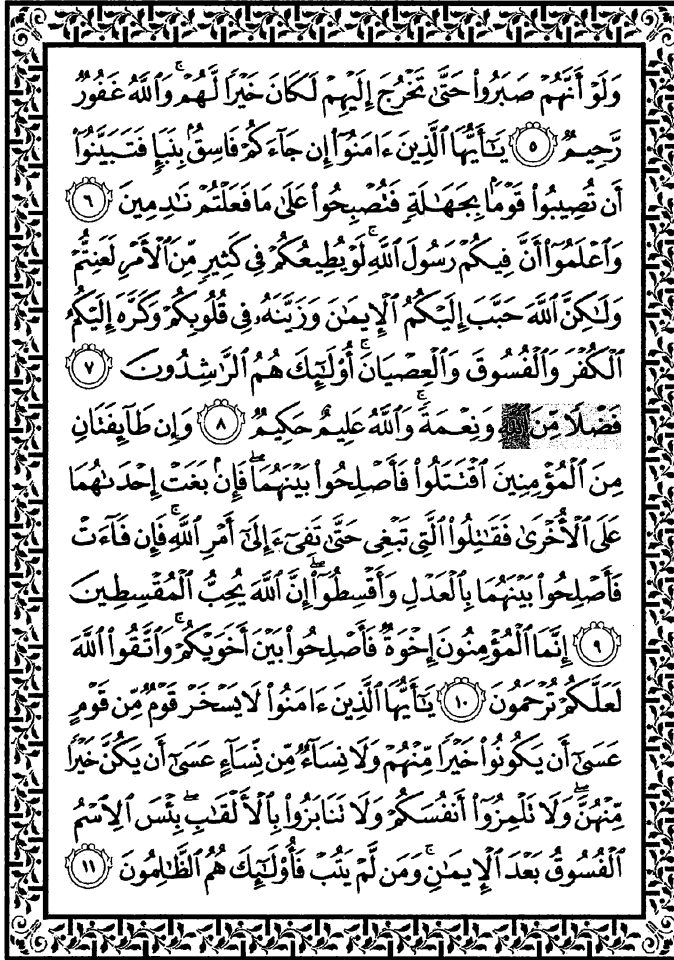 وَلَوۡ أَنَّهُمۡ صَبَرُواْ حَتَّىٰ تَخۡرُجَ إِلَيۡهِمۡ لَكَانَ خَيۡرٗا لَّهُمۡۚ وَٱللَّهُ غَفُورٞ
رَّحِيمٞ ٥ يَٰٓأَيُّهَا ٱلَّذِينَ ءَامَنُوٓاْ إِن جَآءَكُمۡ فَاسِقُۢ بِنَبَإٖ فَتَبَيَّنُوٓاْ
أَن تُصِيبُواْ قَوۡمَۢا بِجَهَٰلَةٖ فَتُصۡبِحُواْ عَلَىٰ مَا فَعَلۡتُمۡ نَٰدِمِينَ ٦
وَٱعۡلَمُوٓاْ أَنَّ فِيكُمۡ رَسُولَ ٱللَّهِۚ لَوۡ يُطِيعُكُمۡ فِي كَثِيرٖ مِّنَ ٱلۡأَمۡرِ لَعَنِتُّمۡ
وَلَٰكِنَّ ٱللَّهَ حَبَّبَ إِلَيۡكُمُ ٱلۡإِيمَٰنَ وَزَيَّنَهُۥ فِي قُلُوبِكُمۡ وَكَرَّهَ إِلَيۡكُمُ
ٱلۡكُفۡرَ وَٱلۡفُسُوقَ وَٱلۡعِصۡيَانَۚ أُوْلَٰٓئِكَ هُمُ ٱلرَّٰشِدُونَ ٧
فَضۡلٗا مِّنَ ٱللَّهِ وَنِعۡمَةٗۚ وَٱللَّهُ عَلِيمٌ حَكِيمٞ ٨ وَإِن طَآئِفَتَانِ
مِنَ ٱلۡمُؤۡمِنِينَ ٱقۡتَتَلُواْ فَأَصۡلِحُواْ بَيۡنَهُمَاۖ فَإِنۢ بَغَتۡ إِحۡدَىٰهُمَا
عَلَى ٱلۡأُخۡرَىٰ فَقَٰتِلُواْ ٱلَّتِي تَبۡغِي حَتَّىٰ تَفِيٓءَ إِلَىٰٓ أَمۡرِ ٱللَّهِۚ فَإِن فَآءَتۡ
فَأَصۡلِحُواْ بَيۡنَهُمَا بِٱلۡعَدۡلِ وَأَقۡسِطُوٓاْۖ إِنَّ ٱللَّهَ يُحِبُّ ٱلۡمُقۡسِطِينَ
٩ إِنَّمَا ٱلۡمُؤۡمِنُونَ إِخۡوَةٞ فَأَصۡلِحُواْ بَيۡنَ أَخَوَيۡكُمۡۚ وَٱتَّقُواْ ٱللَّهَ
لَعَلَّكُمۡ تُرۡحَمُونَ ١٠ يَٰٓأَيُّهَا ٱلَّذِينَ ءَامَنُواْ لَا يَسۡخَرۡ قَوۡمٞ مِّن قَوۡمٍ
عَسَىٰٓ أَن يَكُونُواْ خَيۡرٗا مِّنۡهُمۡ وَلَا نِسَآءٞ مِّن نِّسَآءٍ عَسَىٰٓ أَن يَكُنَّ خَيۡرٗا
مِّنۡهُنَّۖ وَلَا تَلۡمِزُوٓاْ أَنفُسَكُمۡ وَلَا تَنَابَزُواْ بِٱلۡأَلۡقَٰبِۖ بِئۡسَ ٱلِٱسۡمُ
ٱلۡفُسُوقُ بَعۡدَ ٱلۡإِيمَٰنِۚ وَمَن لَّمۡ يَتُبۡ فَأُوْلَٰٓئِكَ هُمُ ٱلظَّٰلِمُونَ ١١